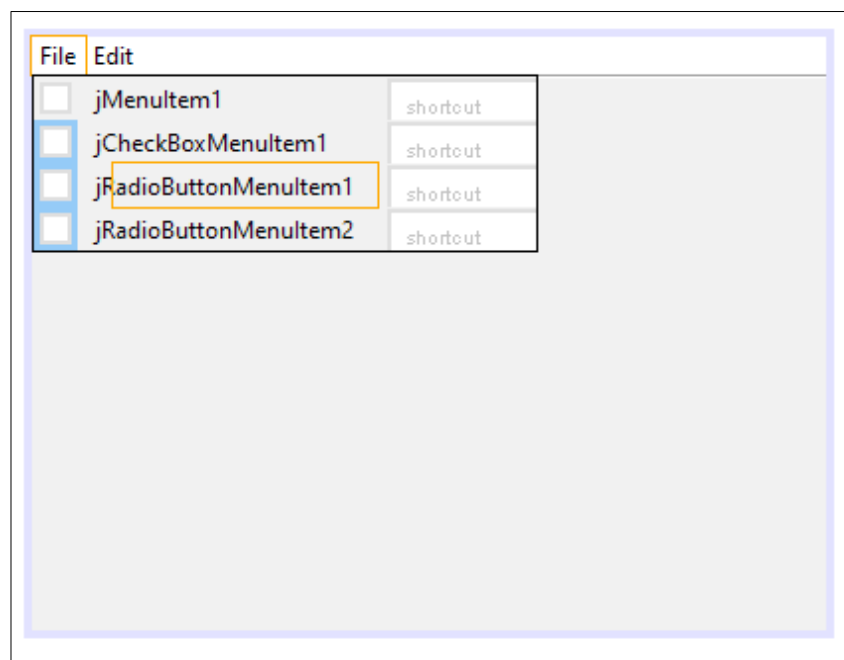 File Edit
jMenuItem1 shortcut
jCheckBoxMenuItem1 shortcut
jRadioButtonMenuItem1 shortcut
jRadioButtonMenuItem2 shortcut